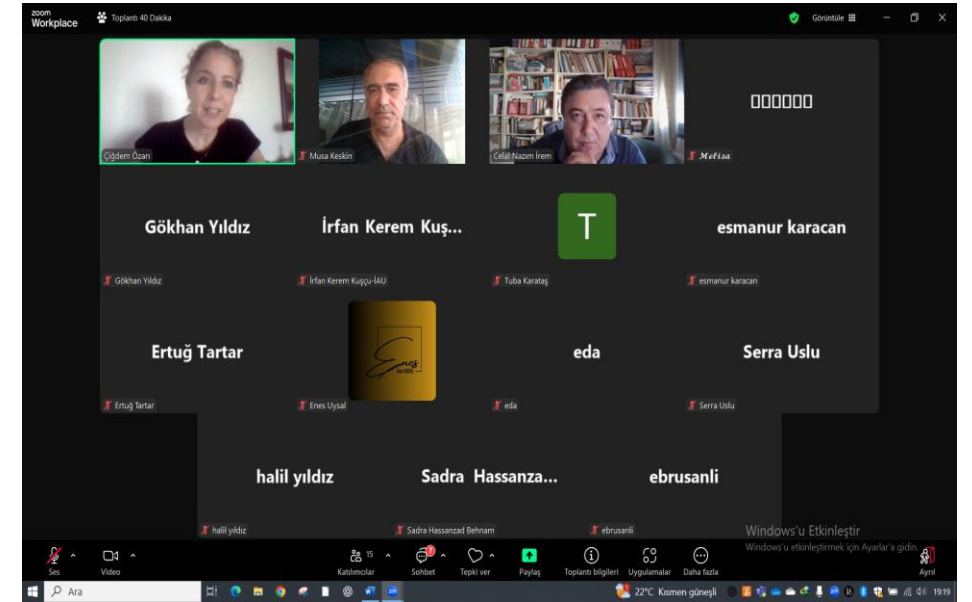 zoom
Workplace
Toplantı 40 Dakika
Görüntüle
Çiğdem Özarı
Musa Keskin
Celal Nazım İrem
𝓜𝓮𝓵𝓲𝓼𝓪
Gökhan Yıldız
İrfan Kerem Kuş...
T
esmanur karacan
Gökhan Yıldız
İrfan Kerem Kuşçu-İAU
Tuba Karataş
esmanur karacan
Ertuğ Tartar
Enes
eda
Serra Uslu
Ertuğ Tartar
Enes Uysal
eda
Serra Uslu
halil yıldız
Sadra Hassanza...
ebrusanli
halil yıldız
Sadra Hassanzad Behnam
ebrusanli
Windows'u Etkinleştir
Windows'u etkinleştirmek için Ayarlar'a gidin.
Ses
Video
15
Katılımcılar
7
Sohbet
Tepki ver
Paylaş
Toplantı bilgileri
Uygulamalar
Daha fazla
Ayrıl
Ara
22°C Kısmen güneşli
19:19